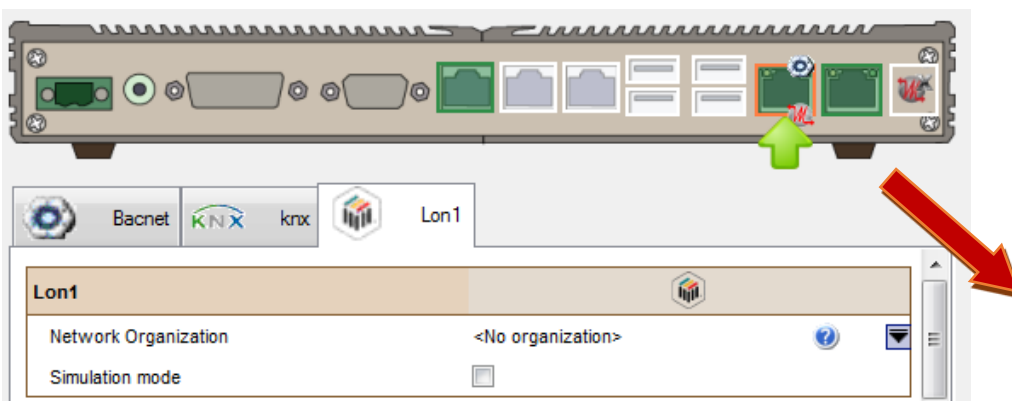 Bacnet KNX knx Lon1
Lon1
Network Organization <No organization>
Simulation mode